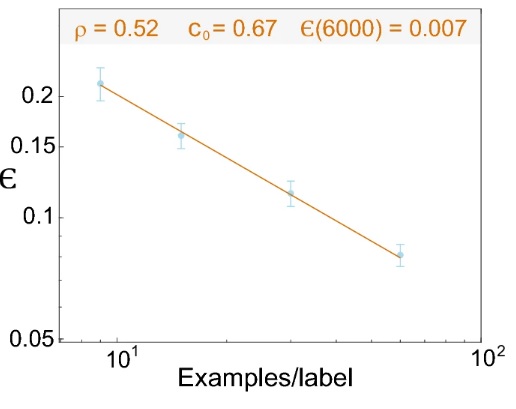 ρ = 0.52 c₀ = 0.67 Є(6000) = 0.007
0.2
0.15
Є
0.1
0.05
10¹ 10²
Examples/label